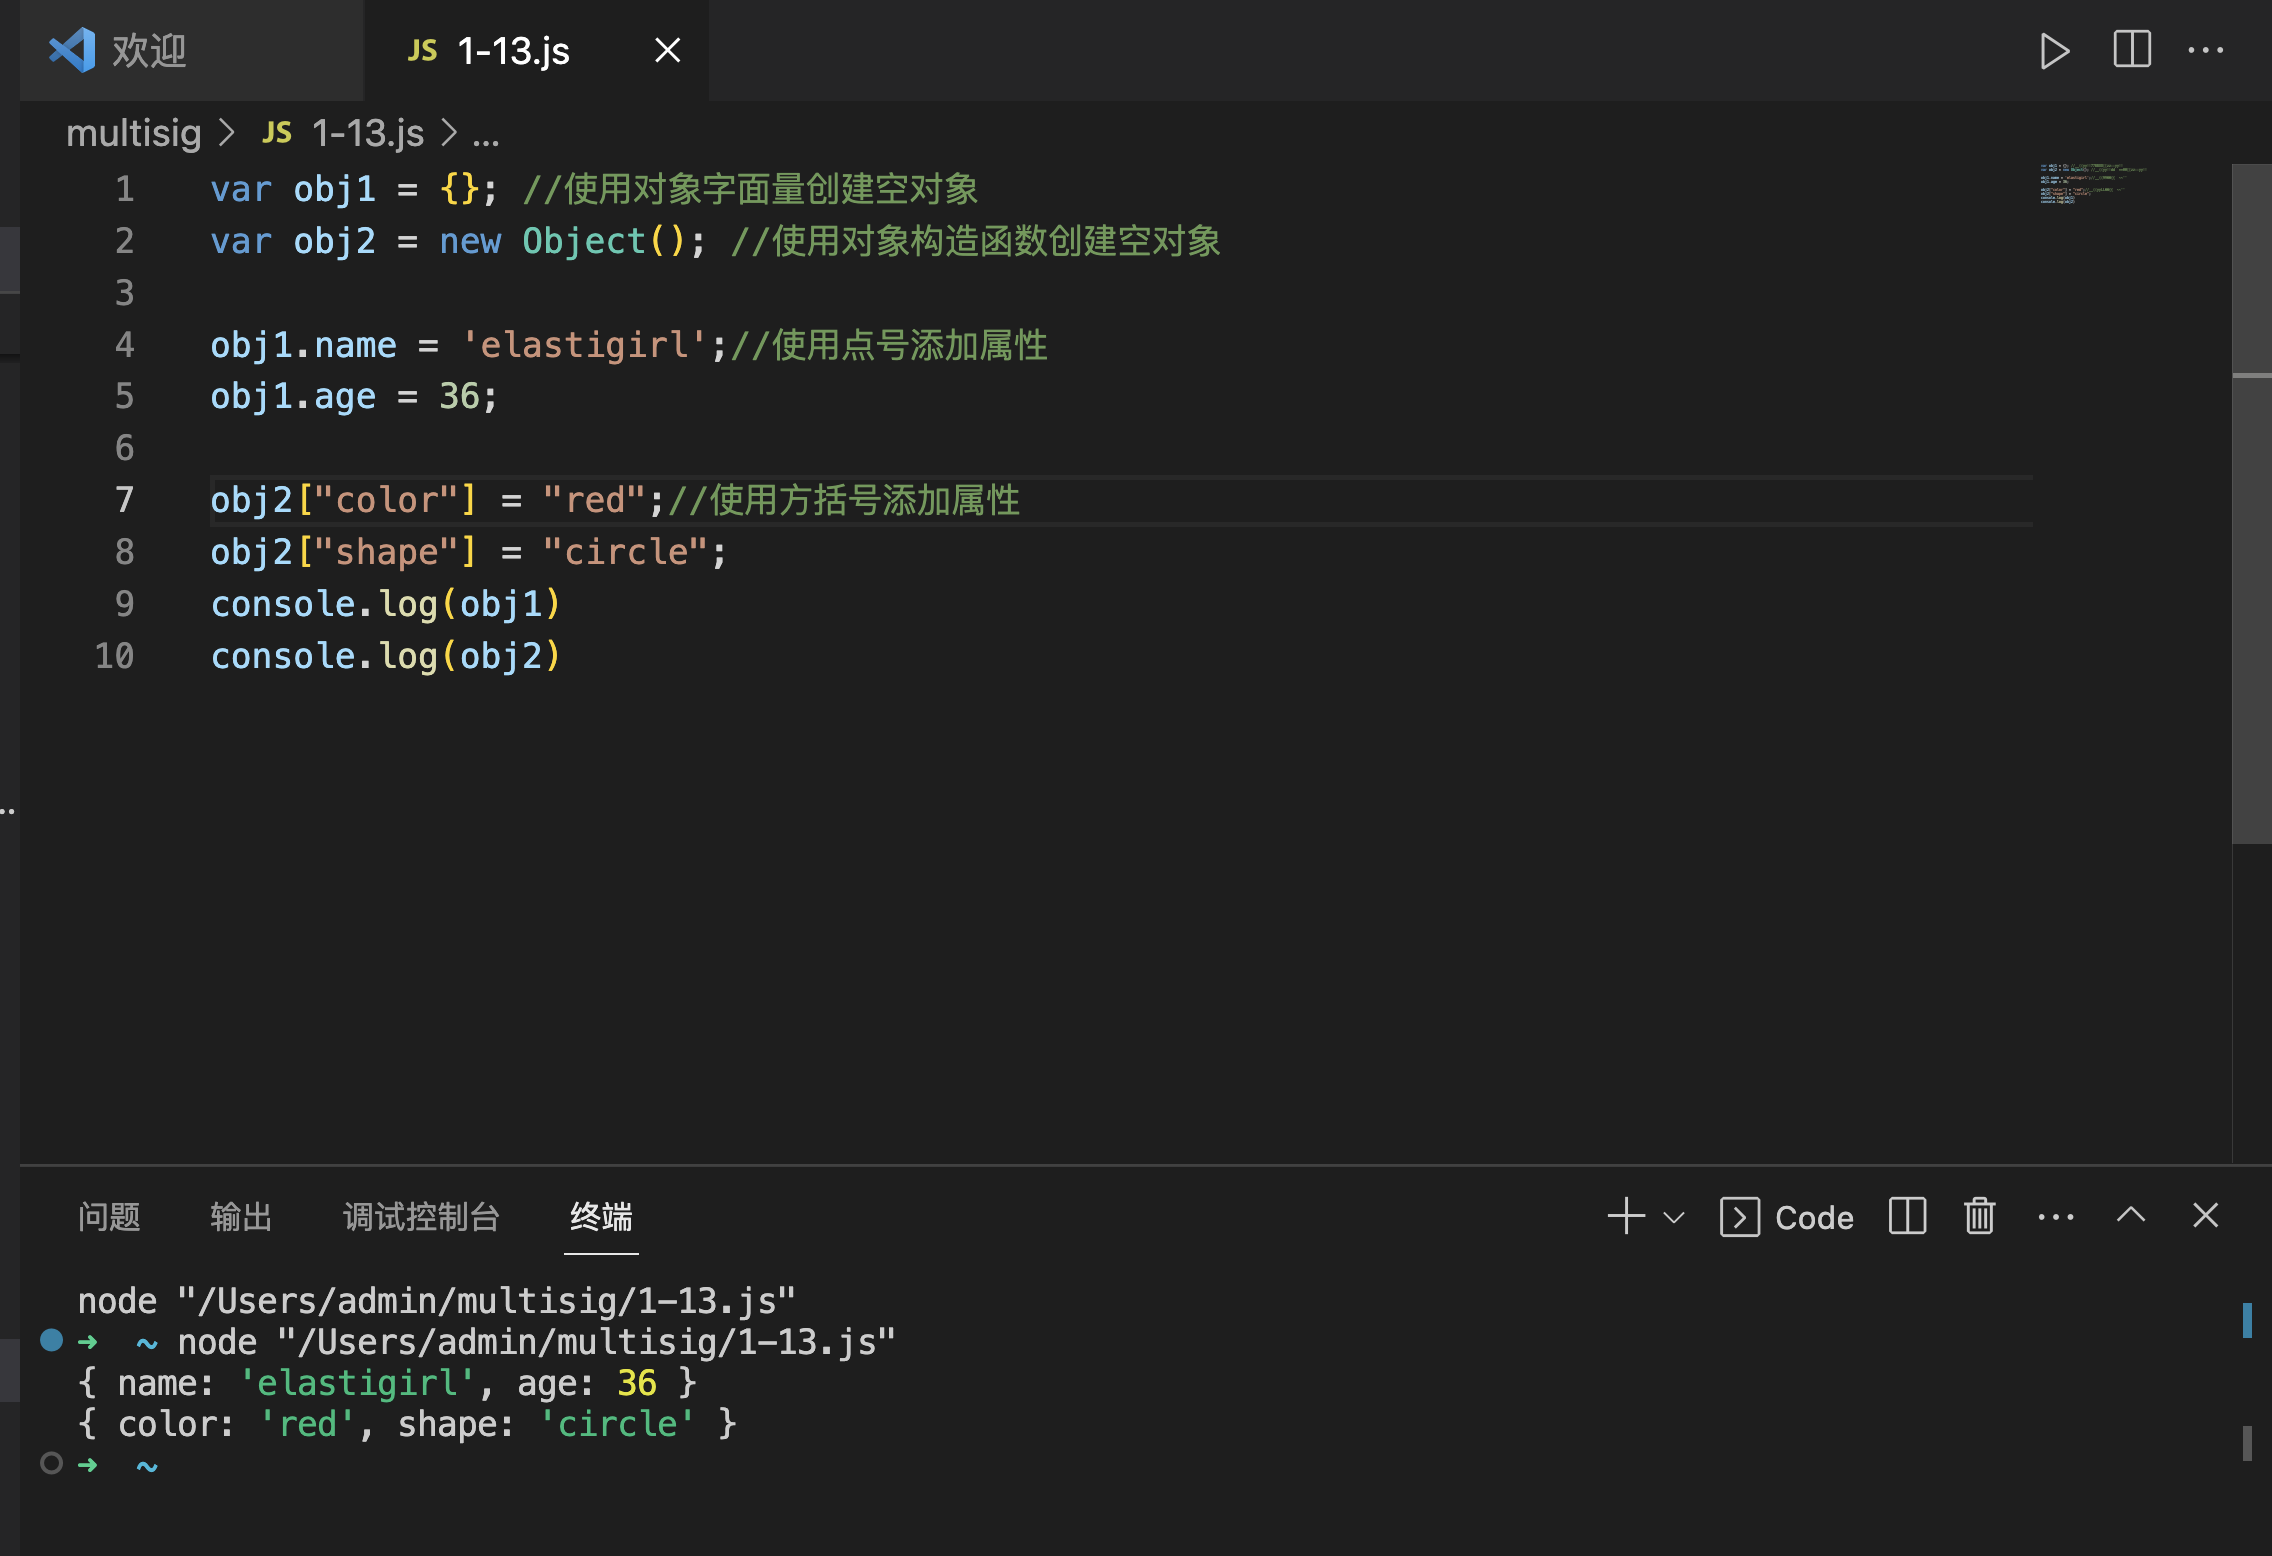 欢迎
JS 1-13.js
multisig > JS 1-13.js > ...
1 var obj1 = {}; //使用对象字面量创建空对象
2 var obj2 = new Object(); //使用对象构造函数创建空对象
3
4 obj1.name = 'elastigirl';//使用点号添加属性
5 obj1.age = 36;
6
7 obj2["color"] = "red";//使用方括号添加属性
8 obj2["shape"] = "circle";
9 console.log(obj1)
10 console.log(obj2)
问题 输出 调试控制台 终端 Code
node "/Users/admin/multisig/1-13.js"
➜ ~ node "/Users/admin/multisig/1-13.js"
{ name: 'elastigirl', age: 36 }
{ color: 'red', shape: 'circle' }
➜ ~